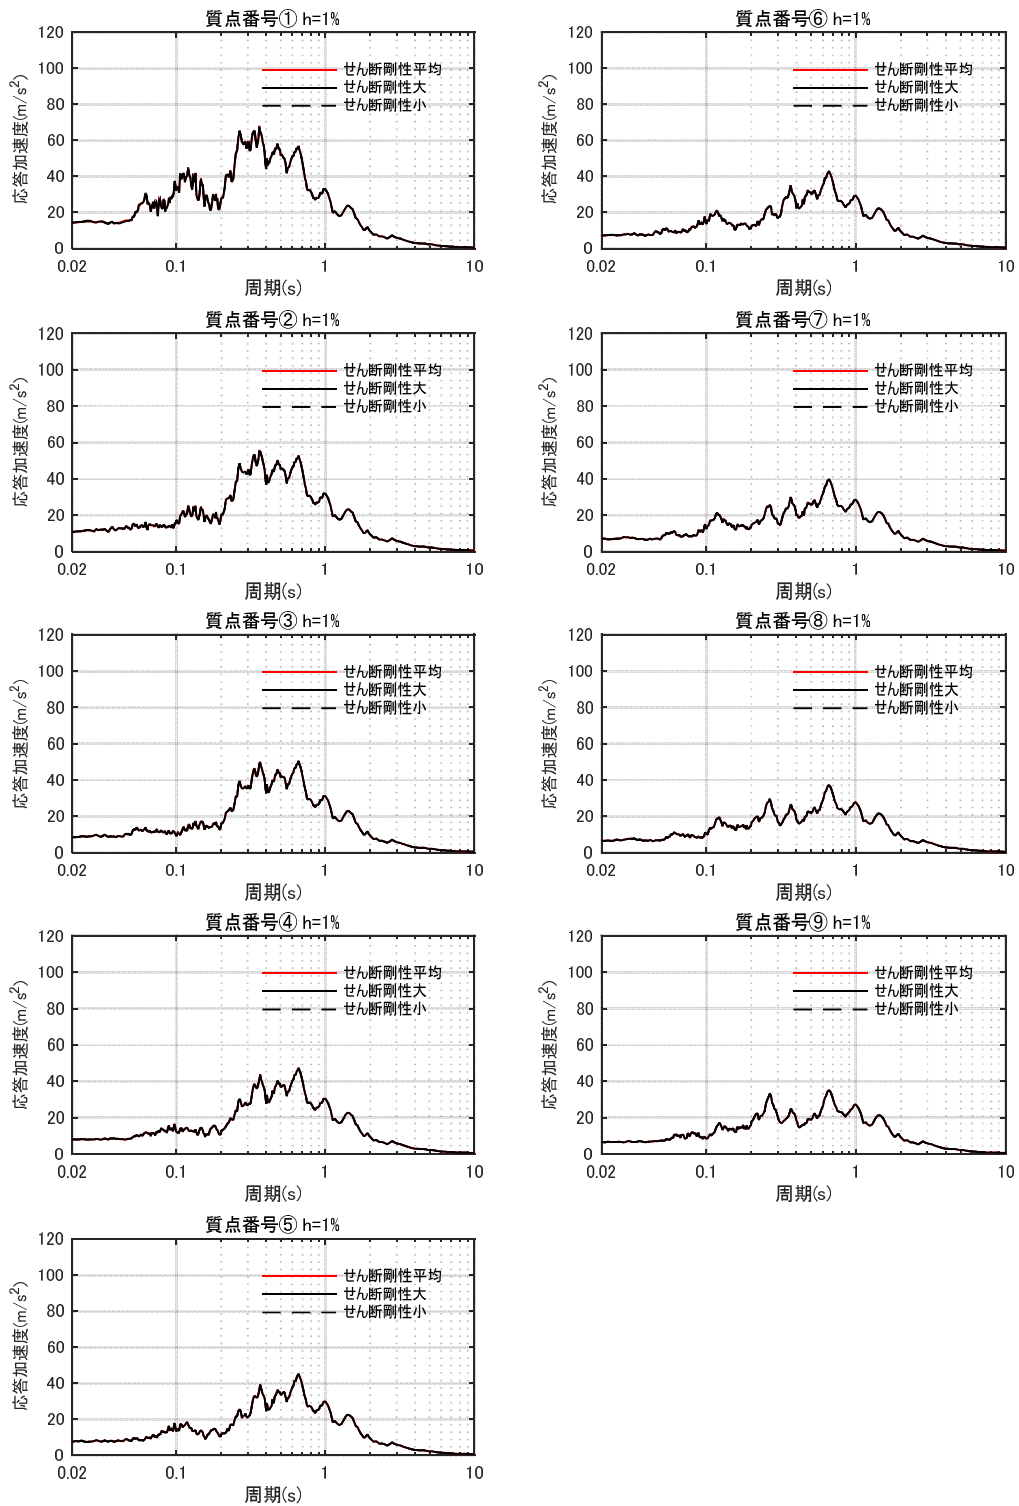 質点番号① h=1%
120
100
80
60
40
20
0
応答加速度(m/s²)
せん断剛性平均
せん断剛性大
せん断剛性小
0.02 0.1 1 10
周期(s)
質点番号② h=1%
120
100
80
60
40
20
0
応答加速度(m/s²)
せん断剛性平均
せん断剛性大
せん断剛性小
0.02 0.1 1 10
周期(s)
質点番号③ h=1%
120
100
80
60
40
20
0
応答加速度(m/s²)
せん断剛性平均
せん断剛性大
せん断剛性小
0.02 0.1 1 10
周期(s)
質点番号④ h=1%
120
100
80
60
40
20
0
応答加速度(m/s²)
せん断剛性平均
せん断剛性大
せん断剛性小
0.02 0.1 1 10
周期(s)
質点番号⑤ h=1%
120
100
80
60
40
20
0
応答加速度(m/s²)
せん断剛性平均
せん断剛性大
せん断剛性小
0.02 0.1 1 10
周期(s)
質点番号⑥ h=1%
120
100
80
60
40
20
0
応答加速度(m/s²)
せん断剛性平均
せん断剛性大
せん断剛性小
0.02 0.1 1 10
周期(s)
質点番号⑦ h=1%
120
100
80
60
40
20
0
応答加速度(m/s²)
せん断剛性平均
せん断剛性大
せん断剛性小
0.02 0.1 1 10
周期(s)
質点番号⑧ h=1%
120
100
80
60
40
20
0
応答加速度(m/s²)
せん断剛性平均
せん断剛性大
せん断剛性小
0.02 0.1 1 10
周期(s)
質点番号⑨ h=1%
120
100
80
60
40
20
0
応答加速度(m/s²)
せん断剛性平均
せん断剛性大
せん断剛性小
0.02 0.1 1 10
周期(s)